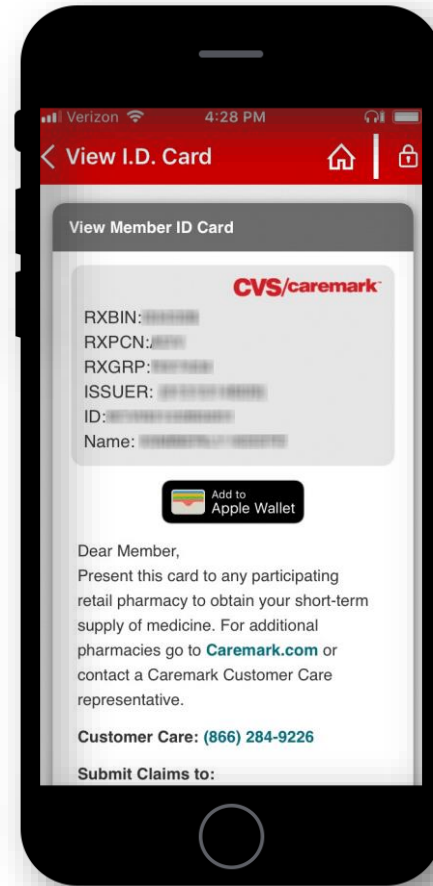 Verizon 4:28 PM
View I.D. Card
View Member ID Card
CVS/caremark
RXBIN:
RXPCN:
RXGRP:
ISSUER:
ID:
Name:
Add to
Apple Wallet
Dear Member,
Present this card to any participating
retail pharmacy to obtain your short-term
supply of medicine. For additional
pharmacies go to Caremark.com or
contact a Caremark Customer Care
representative.
Customer Care: (866) 284-9226
Submit Claims to: